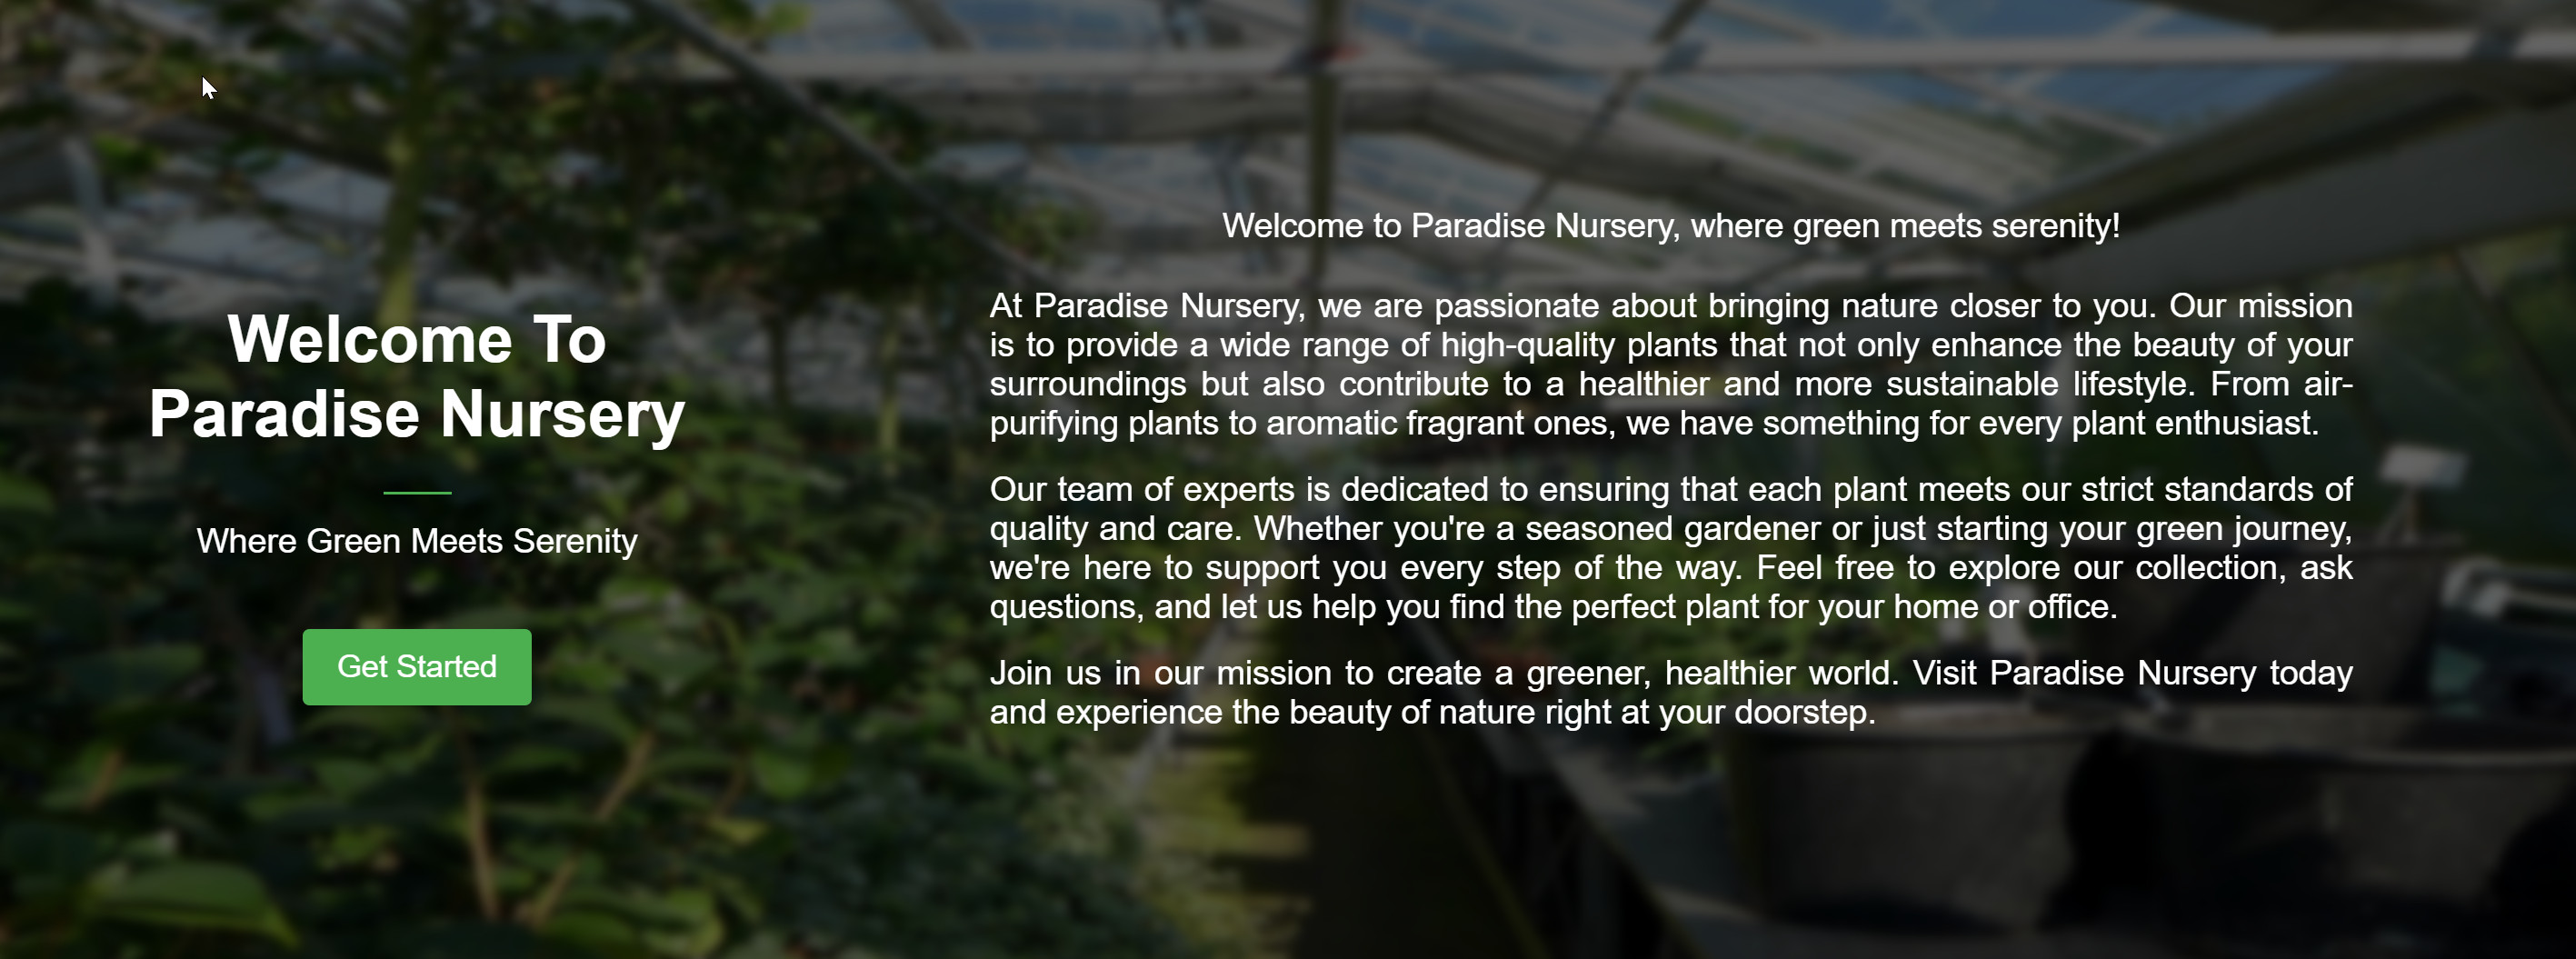 Welcome To
Paradise Nursery
Where Green Meets Serenity
Get Started
Welcome to Paradise Nursery, where green meets serenity!
At Paradise Nursery, we are passionate about bringing nature closer to you. Our mission
is to provide a wide range of high-quality plants that not only enhance the beauty of your
surroundings but also contribute to a healthier and more sustainable lifestyle. From air-
purifying plants to aromatic fragrant ones, we have something for every plant enthusiast.
Our team of experts is dedicated to ensuring that each plant meets our strict standards of
quality and care. Whether you're a seasoned gardener or just starting your green journey,
we're here to support you every step of the way. Feel free to explore our collection, ask
questions, and let us help you find the perfect plant for your home or office.
Join us in our mission to create a greener, healthier world. Visit Paradise Nursery today
and experience the beauty of nature right at your doorstep.